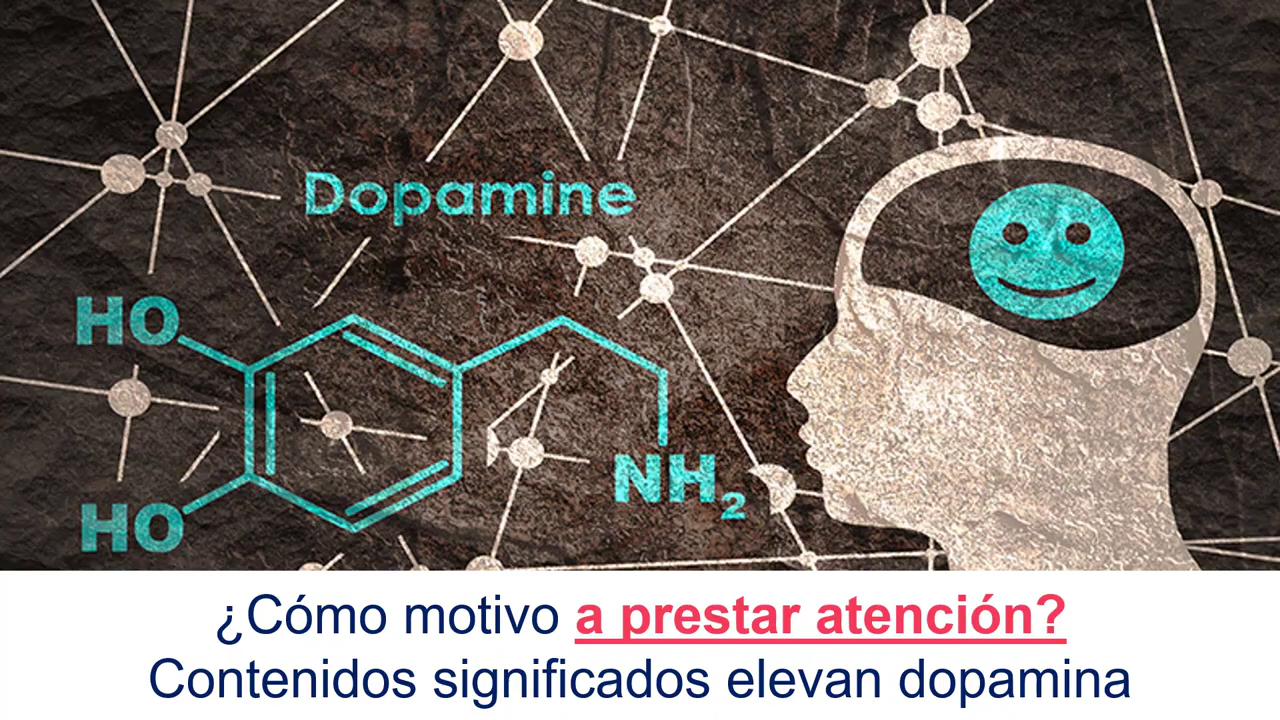 Dopamine
HO
HO
NH₂
¿Cómo motivo a prestar atención?
Contenidos significados elevan dopamina